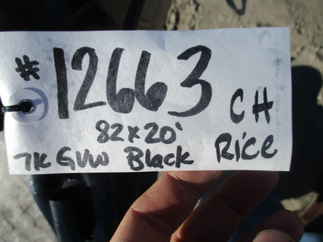 #12663 CH
82x20'
7k GVW Black Rice